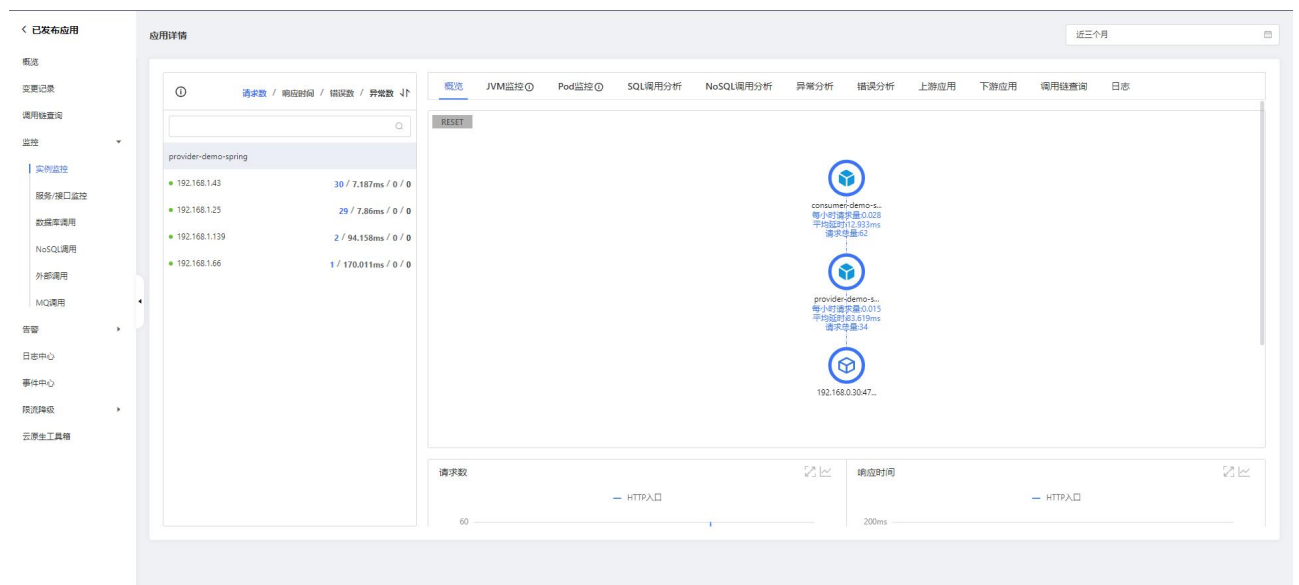 已发布应用
概览
变更记录
调用链查询
监控
实例监控
服务/接口监控
数据库调用
NoSQL调用
外部调用
MQ调用
告警
日志中心
事件中心
限流降级
云原生工具箱
应用详情
近三个月
请求数 / 响应时间 / 错误数 / 异常数
provider-demo-spring
192.168.1.43 30 / 7.187ms / 0 / 0
192.168.1.25 29 / 7.86ms / 0 / 0
192.168.1.139 2 / 94.158ms / 0 / 0
192.168.1.66 1 / 170.011ms / 0 / 0
概览 JVM监控 Pod监控 SQL调用分析 NoSQL调用分析 异常分析 错误分析 上游应用 下游应用 调用链查询 日志
RESET
consumer-demo-s...
每小时请求量:0.028
平均延时:12.933ms
请求总量:62
provider-demo-s...
每小时请求量:0.015
平均延时:83.619ms
请求总量:34
192.168.0.30:47...
请求数
HTTP入口
60
响应时间
HTTP入口
200ms